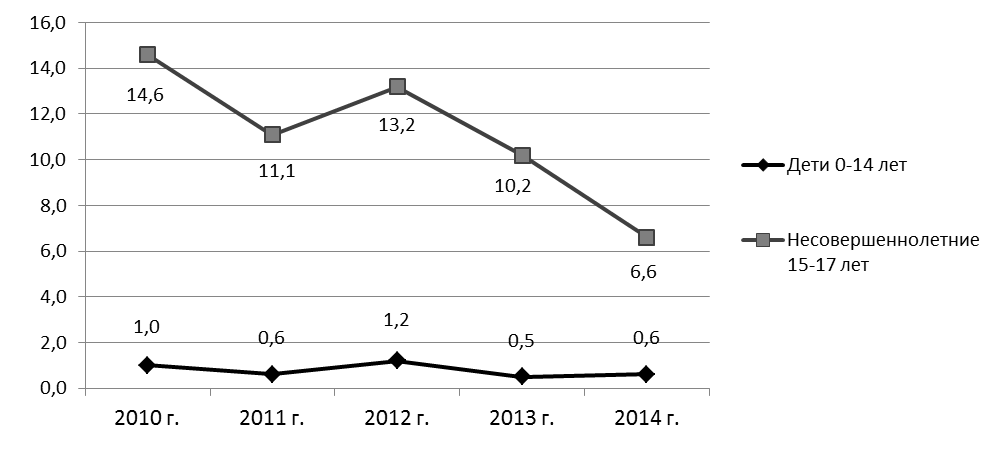 16,0
14,0
12,0
10,0
8,0
6,0
4,0
2,0
0,0
14,6
11,1
13,2
10,2
6,6
1,0
0,6
1,2
0,5
0,6
2010 г.
2011 г.
2012 г.
2013 г.
2014 г.
Дети 0-14 лет
Несовершеннолетние
15-17 лет